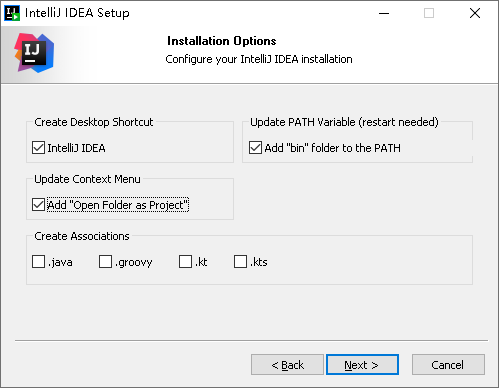 IntelliJ IDEA Setup
IJ
Installation Options
Configure your IntelliJ IDEA installation
Create Desktop Shortcut
IntelliJ IDEA
Update PATH Variable (restart needed)
Add "bin" folder to the PATH
Update Context Menu
Add "Open Folder as Project"
Create Associations
.java .groovy .kt .kts
< Back Next > Cancel